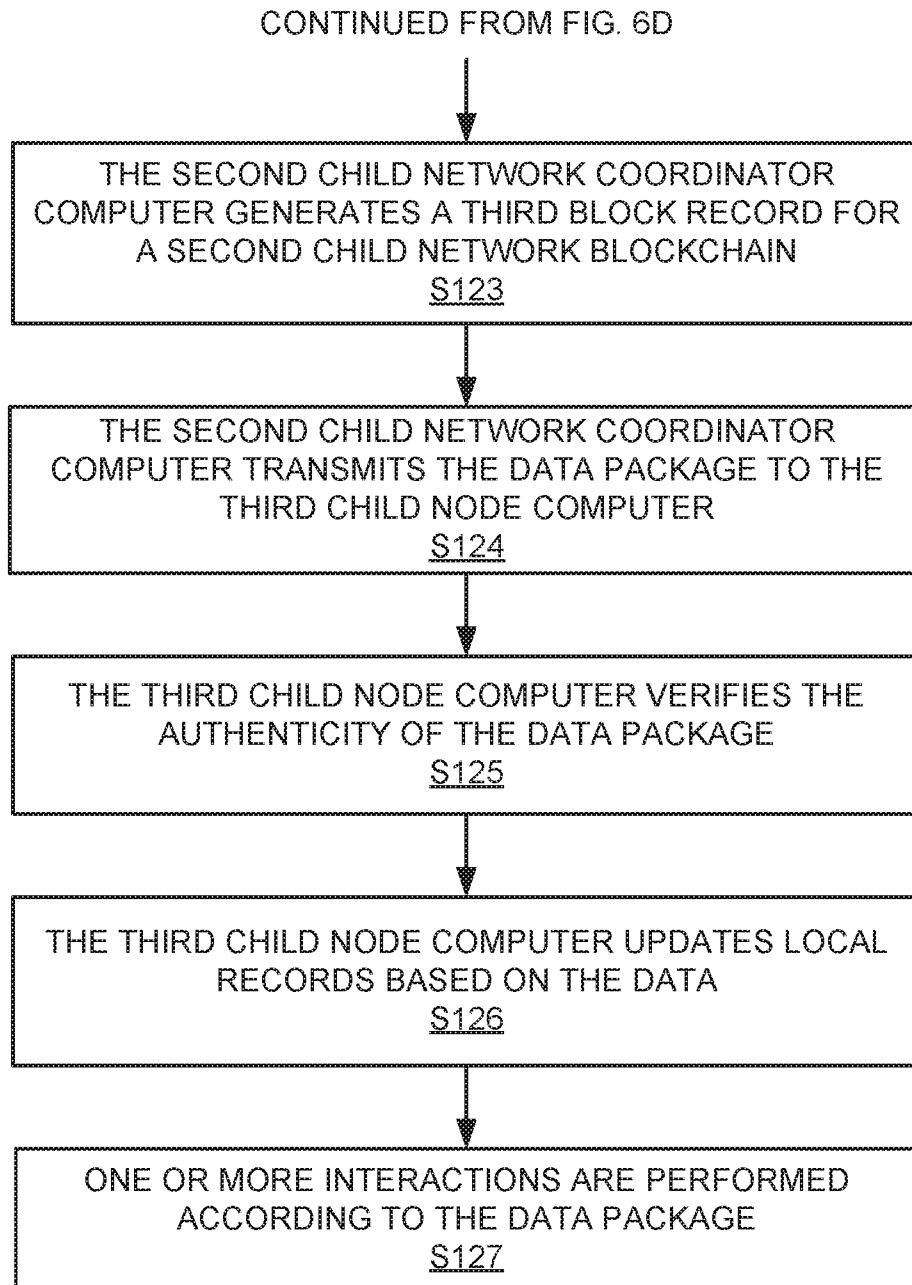 CONTINUED FROM FIG. 6D
THE SECOND CHILD NETWORK COORDINATOR
COMPUTER GENERATES A THIRD BLOCK RECORD FOR
A SECOND CHILD NETWORK BLOCKCHAIN
S123
THE SECOND CHILD NETWORK COORDINATOR
COMPUTER TRANSMITS THE DATA PACKAGE TO THE
THIRD CHILD NODE COMPUTER
S124
THE THIRD CHILD NODE COMPUTER VERIFIES THE
AUTHENTICITY OF THE DATA PACKAGE
S125
THE THIRD CHILD NODE COMPUTER UPDATES LOCAL
RECORDS BASED ON THE DATA
S126
ONE OR MORE INTERACTIONS ARE PERFORMED
ACCORDING TO THE DATA PACKAGE
S127